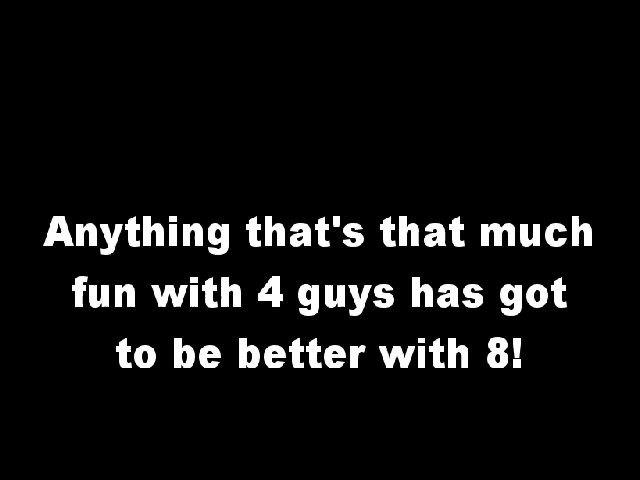 Anything that's that much
fun with 4 guys has got
to be better with 8!